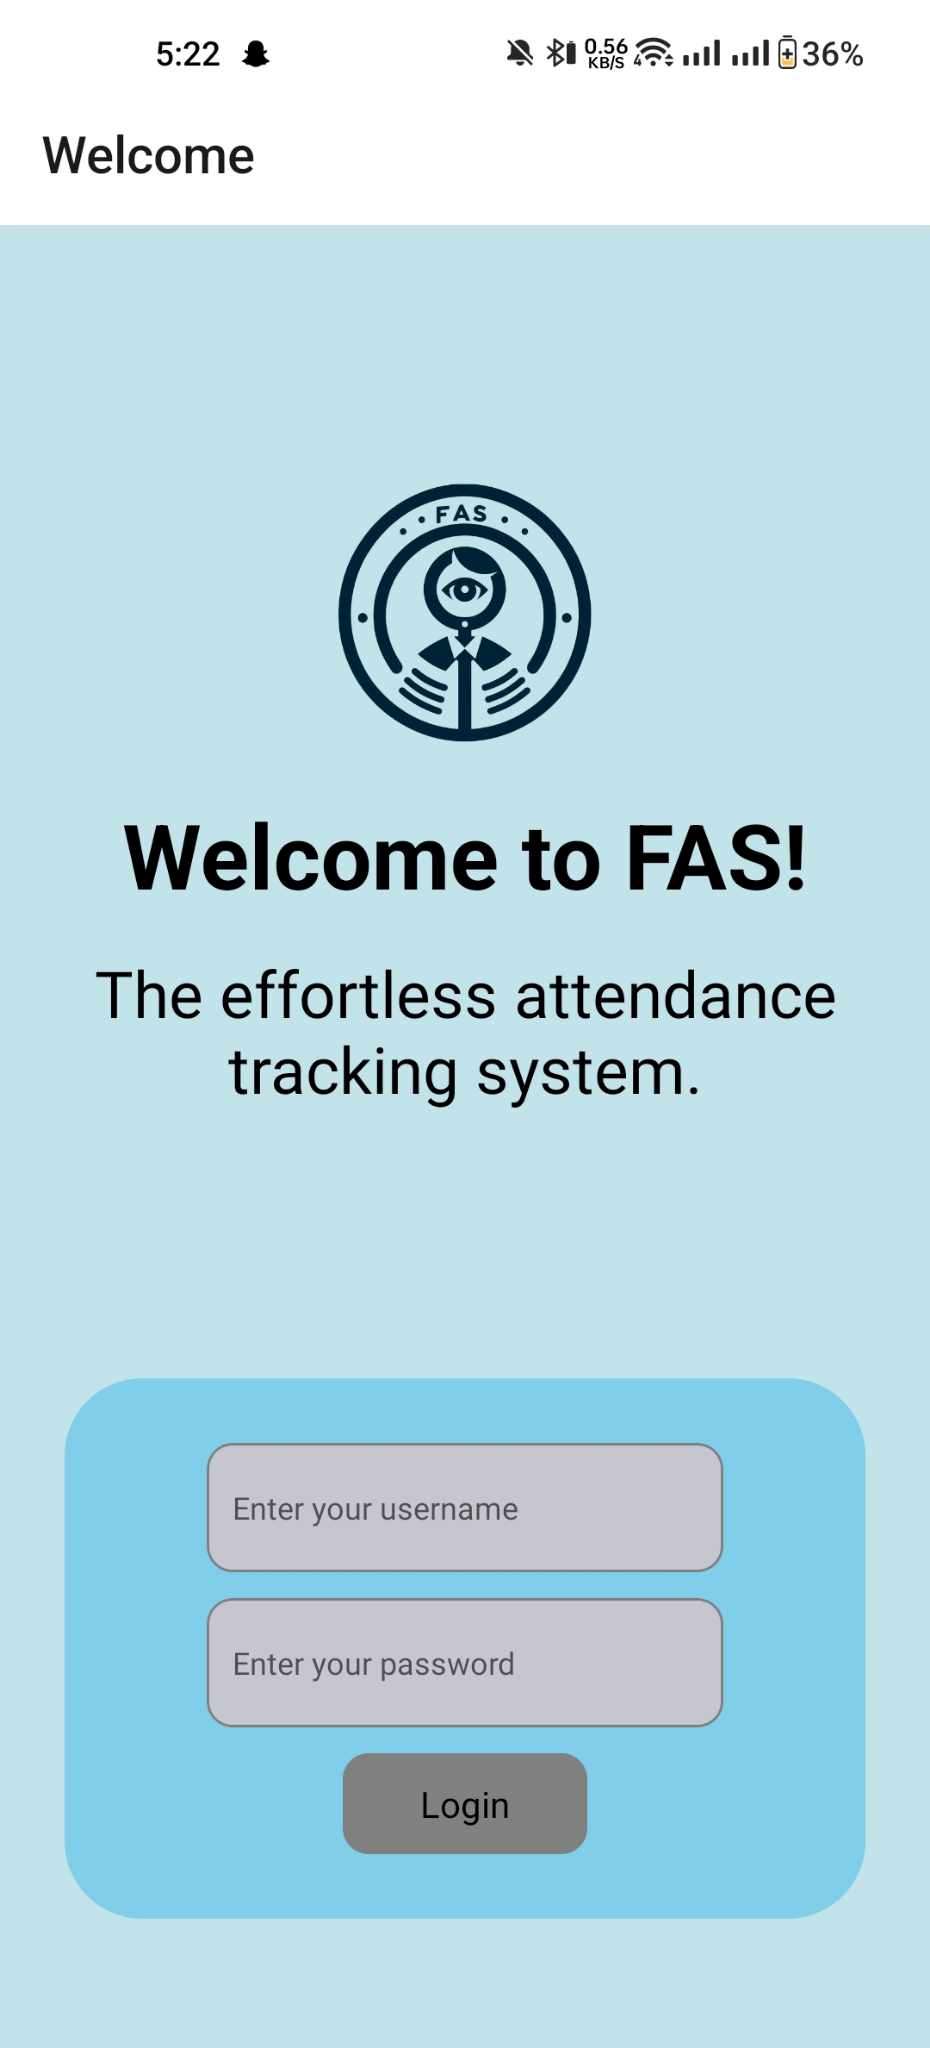 5:22
0.56
KB/S
4
36%
Welcome
FAS
Welcome to FAS!
The effortless attendance
tracking system.
Enter your username
Enter your password
Login